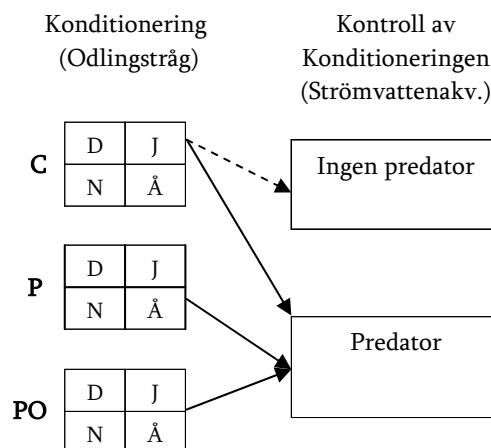 Konditionering
(Odlingstråg)
Kontroll av
Konditioneringen
(Strömvattenakv.)
C
D J
N Å
P
D J
N Å
PO
D J
N Å
Ingen predator
Predator